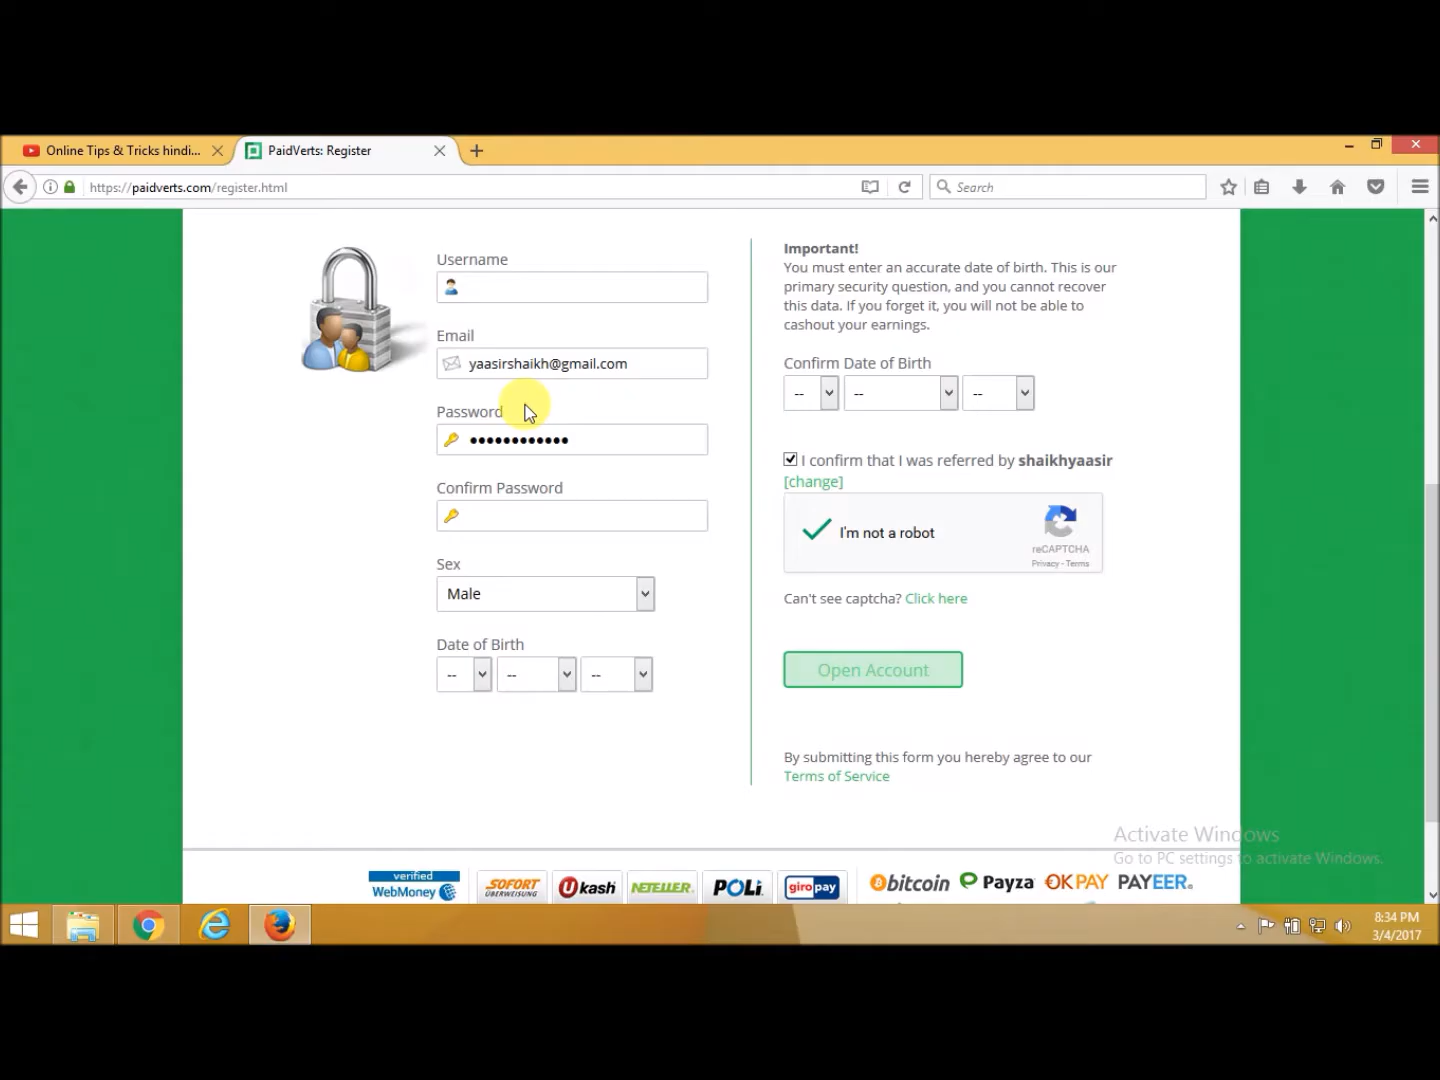 Online Tips & Tricks hindi...
PaidVerts: Register
https://paidverts.com/register.html
Search
Username
Email
yaasirshaikh@gmail.com
Password
Confirm Password
Sex
Male
Date of Birth
--
--
--
Important!
You must enter an accurate date of birth. This is our
primary security question, and you cannot recover
this data. If you forget it, you will not be able to
cashout your earnings.
Confirm Date of Birth
--
--
--
I confirm that I was referred by shaikhyaasir
[change]
I'm not a robot
reCAPTCHA
Privacy - Terms
Can't see captcha? Click here
Open Account
By submitting this form you hereby agree to our
Terms of Service
Activate Windows
Go to PC settings to activate Windows.
verified
WebMoney
SOFORT
ÜBERWEISUNG
Ukash
NETELLER
POLi
giropay
bitcoin
Payza
OKPAY
PAYEER
8:34 PM
3/4/2017